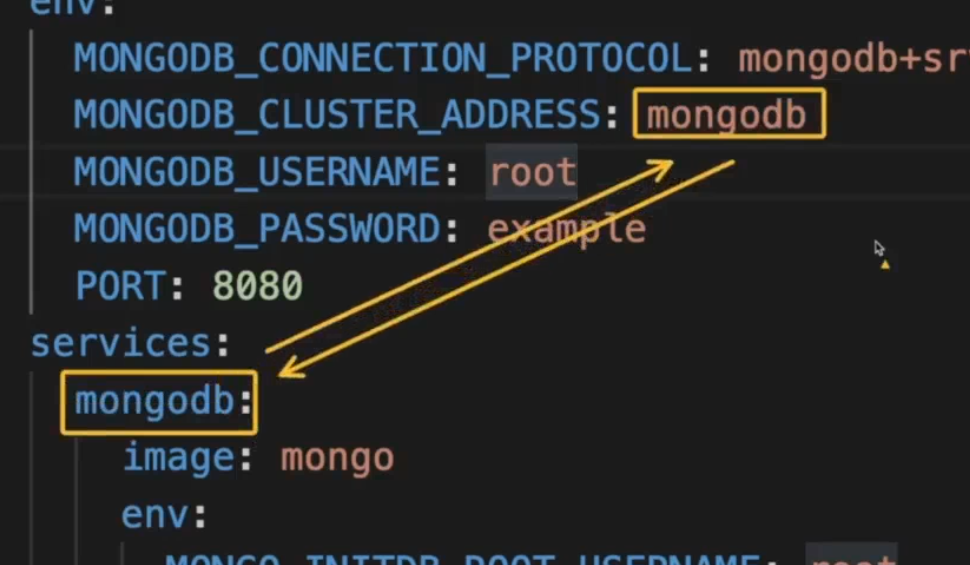 env:
MONGODB_CONNECTION_PROTOCOL: mongodb+sr
MONGODB_CLUSTER_ADDRESS: mongodb
MONGODB_USERNAME: root
MONGODB_PASSWORD: example
PORT: 8080
services:
mongodb:
image: mongo
env:
MONGO_INITDB_ROOT_USERNAME: root